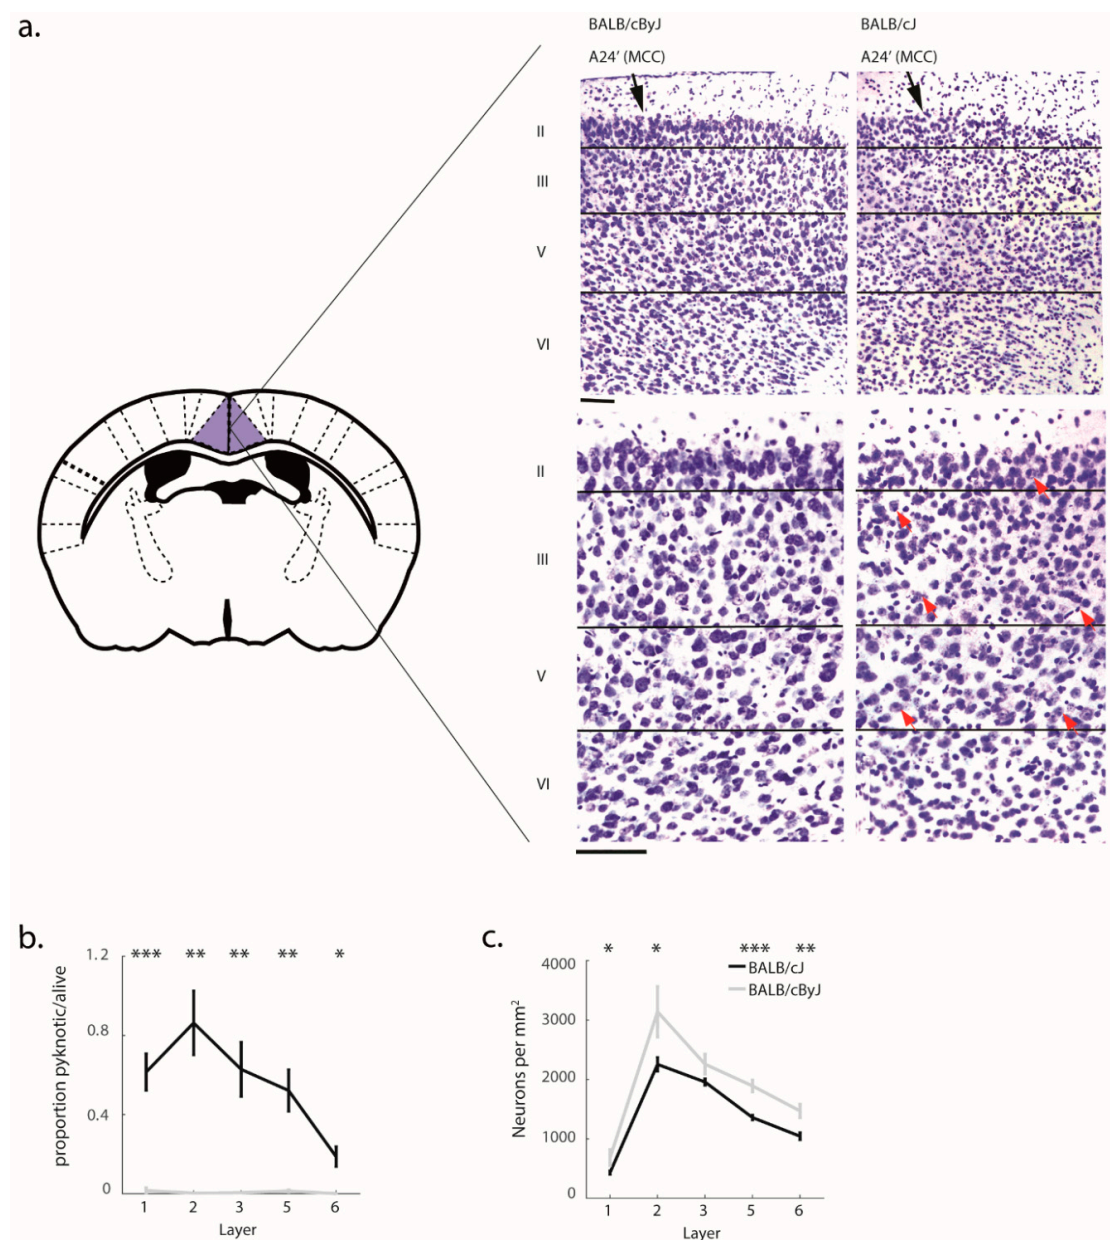 a.
BALB/cByJ
BALB/cJ
A24' (MCC)
A24' (MCC)
II
III
V
VI
II
III
V
VI
b.
*** ** ** ** *
1.2
0.8
0.4
0
proportion pyknotic/alive
1 2 3 5 6
Layer
c.
* * *** **
4000
3000
2000
1000
0
Neurons per mm²
BALB/cJ
BALB/cByJ
1 2 3 5 6
Layer